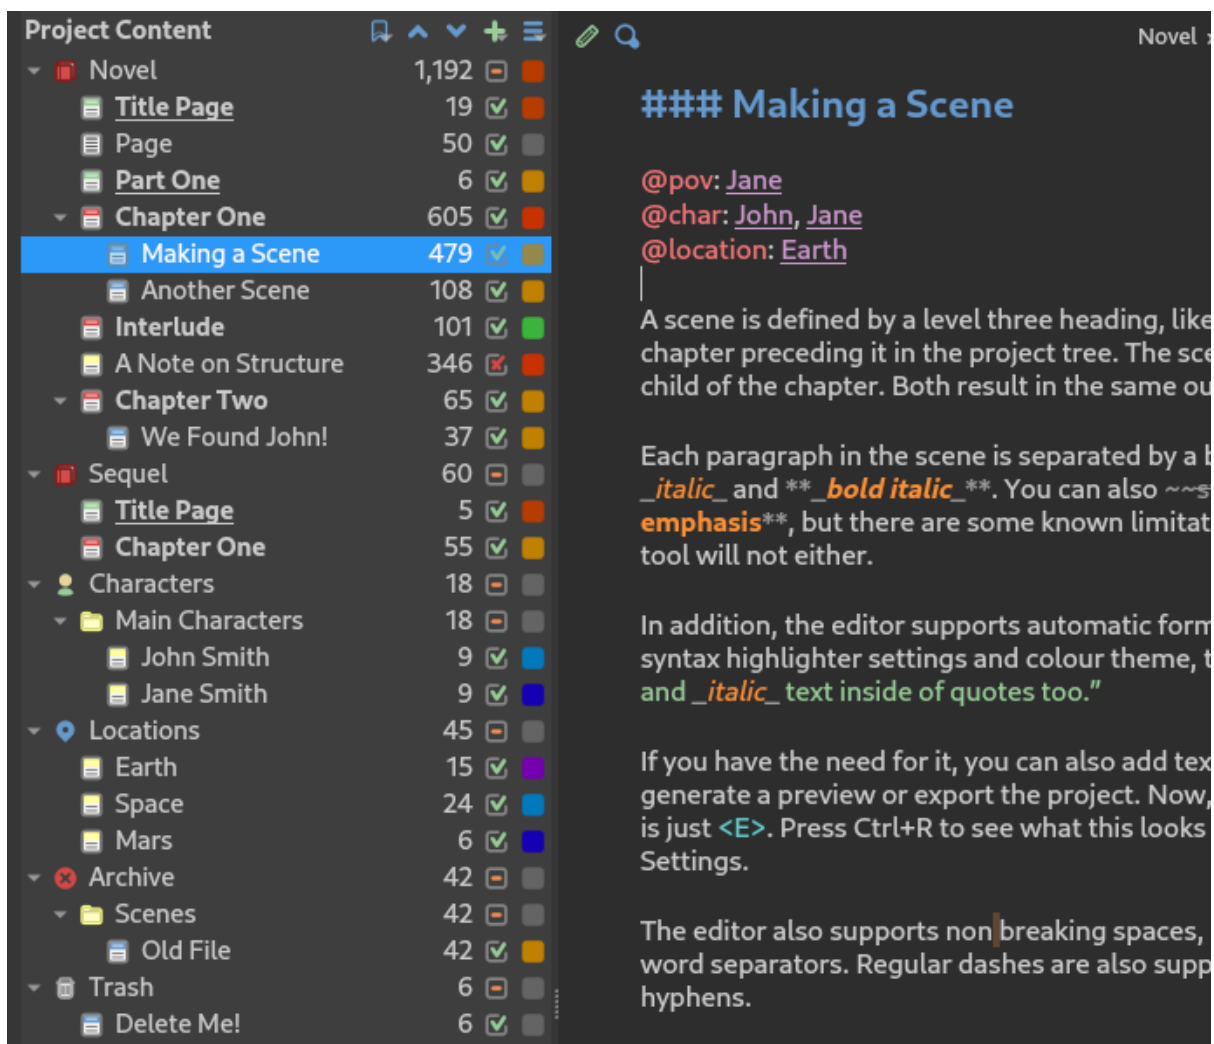 Project Content
Novel 1,192
Title Page 19
Page 50
Part One 6
Chapter One 605
Making a Scene 479
Another Scene 108
Interlude 101
A Note on Structure 346
Chapter Two 65
We Found John! 37
Sequel 60
Title Page 5
Chapter One 55
Characters 18
Main Characters 18
John Smith 9
Jane Smith 9
Locations 45
Earth 15
Space 24
Mars 6
Archive 42
Scenes 42
Old File 42
Trash 6
Delete Me! 6
Novel ›
### Making a Scene
@pov: Jane
@char: John, Jane
@location: Earth
A scene is defined by a level three heading, like
chapter preceding it in the project tree. The sce
child of the chapter. Both result in the same ou
Each paragraph in the scene is separated by a b
_italic_ and **_bold italic_**. You can also ~~s
emphasis**, but there are some known limitat
tool will not either.
In addition, the editor supports automatic form
syntax highlighter settings and colour theme, t
and _italic_ text inside of quotes too.”
If you have the need for it, you can also add tex
generate a preview or export the project. Now,
is just <E>. Press Ctrl+R to see what this looks
Settings.
The editor also supports non breaking spaces,
word separators. Regular dashes are also supp
hyphens.